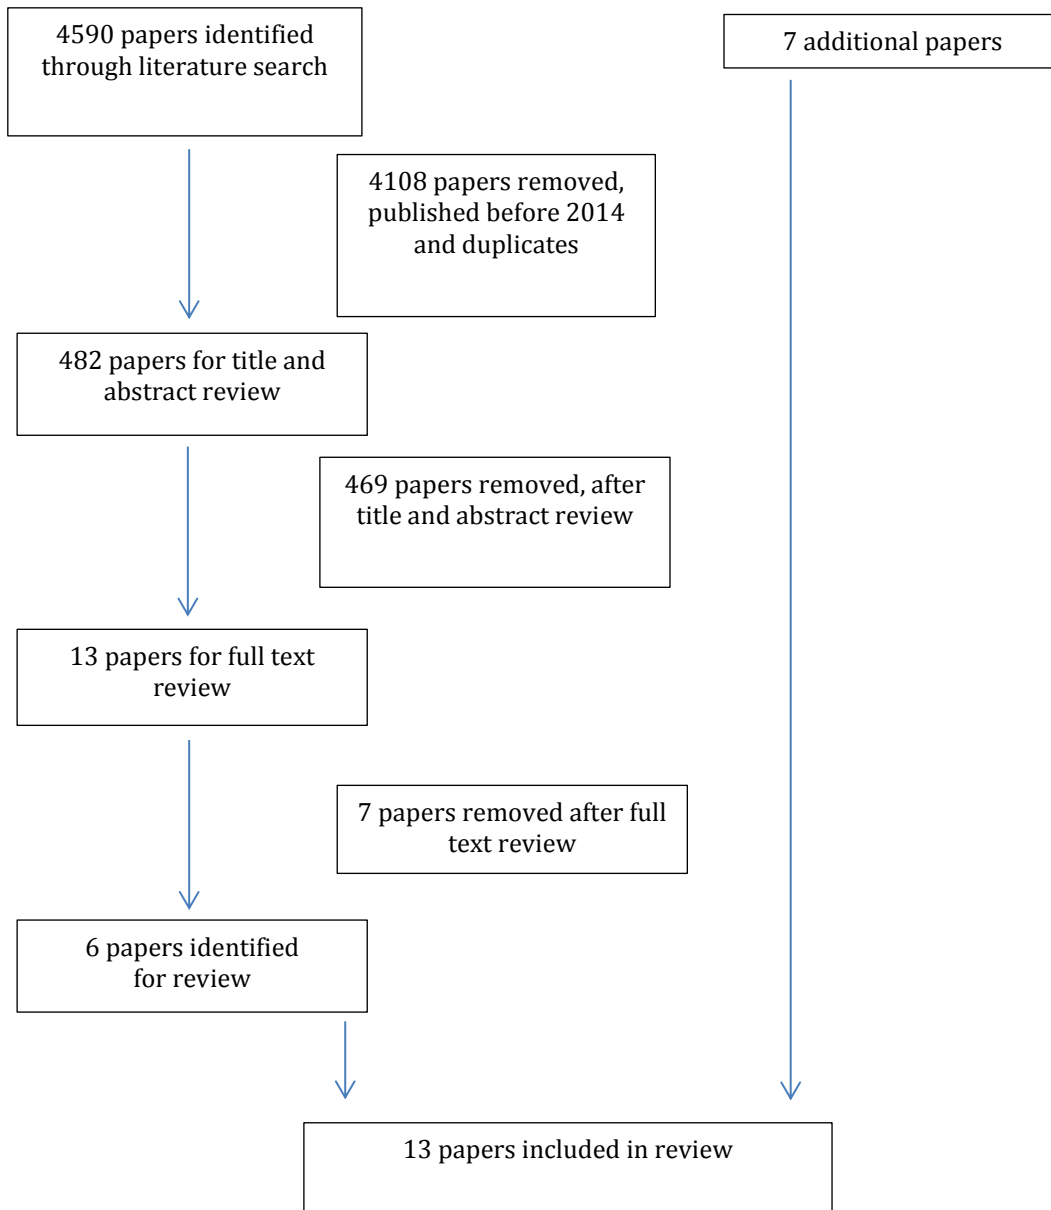 4590 papers identified
through literature search
7 additional papers
4108 papers removed,
published before 2014
and duplicates
482 papers for title and
abstract review
469 papers removed, after
title and abstract review
13 papers for full text
review
7 papers removed after full
text review
6 papers identified
for review
13 papers included in review